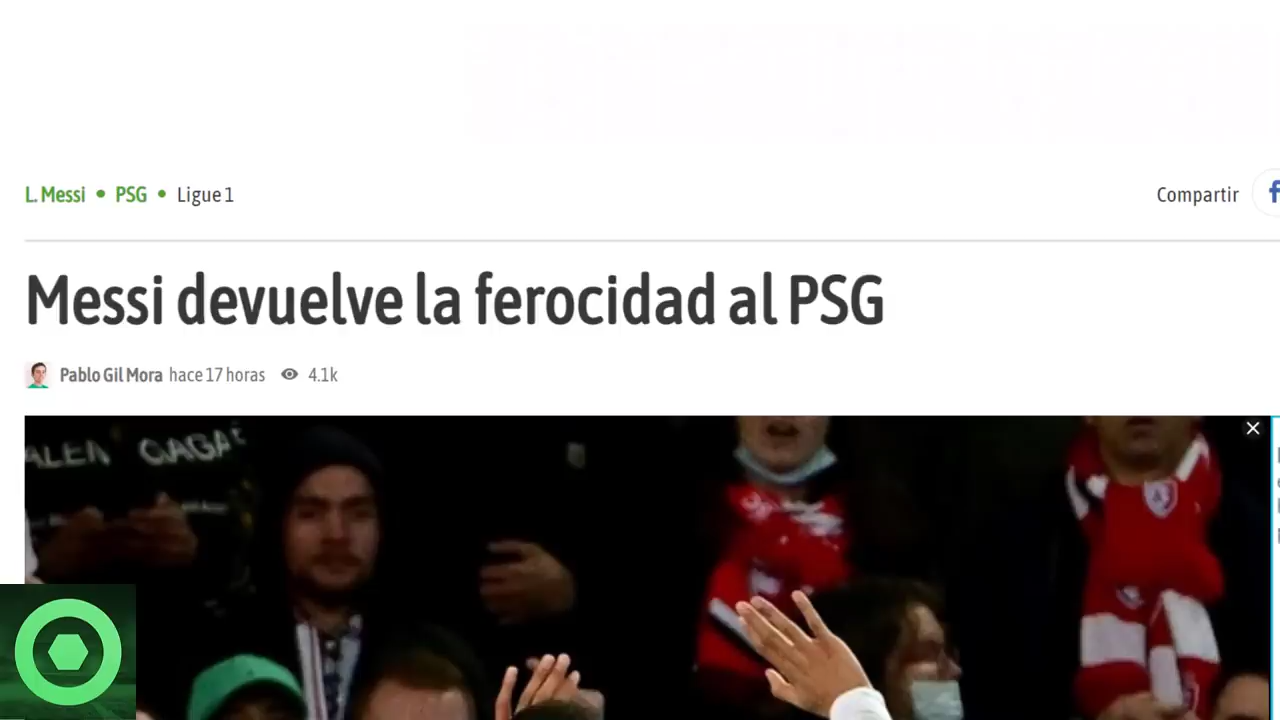 L. Messi • PSG • Ligue 1
Compartir
Messi devuelve la ferocidad al PSG
Pablo Gil Mora hace 17 horas 4.1k